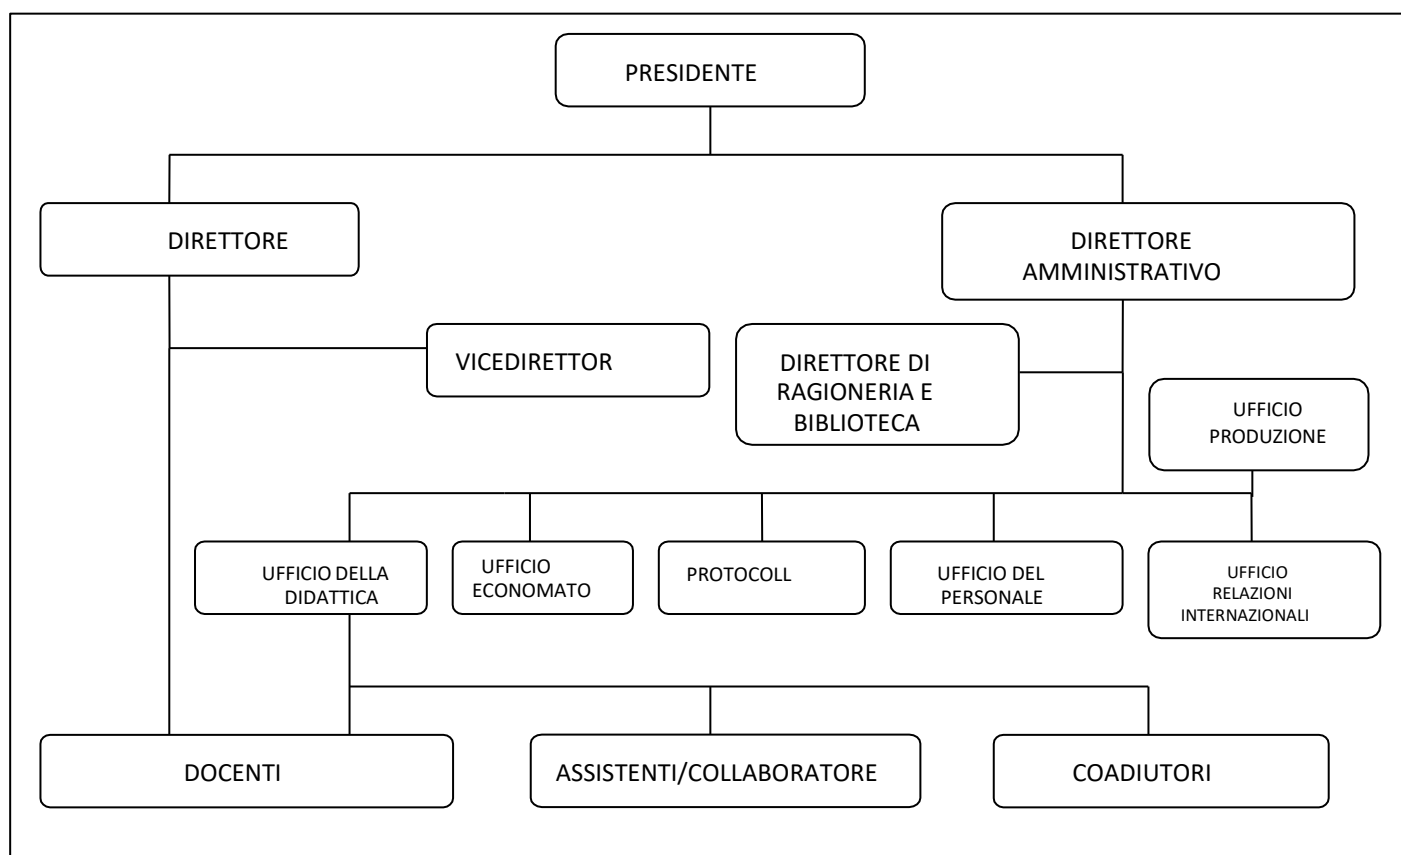 PRESIDENTE
DIRETTORE
DIRETTORE
AMMINISTRATIVO
VICEDIRETTOR
DIRETTORE DI
RAGIONERIA E
BIBLIOTECA
UFFICIO
PRODUZIONE
UFFICIO DELLA
DIDATTICA
UFFICIO
ECONOMATO
PROTOCOLL
UFFICIO DEL
PERSONALE
UFFICIO
RELAZIONI
INTERNAZIONALI
DOCENTI
ASSISTENTI/COLLABORATORE
COADIUTORI